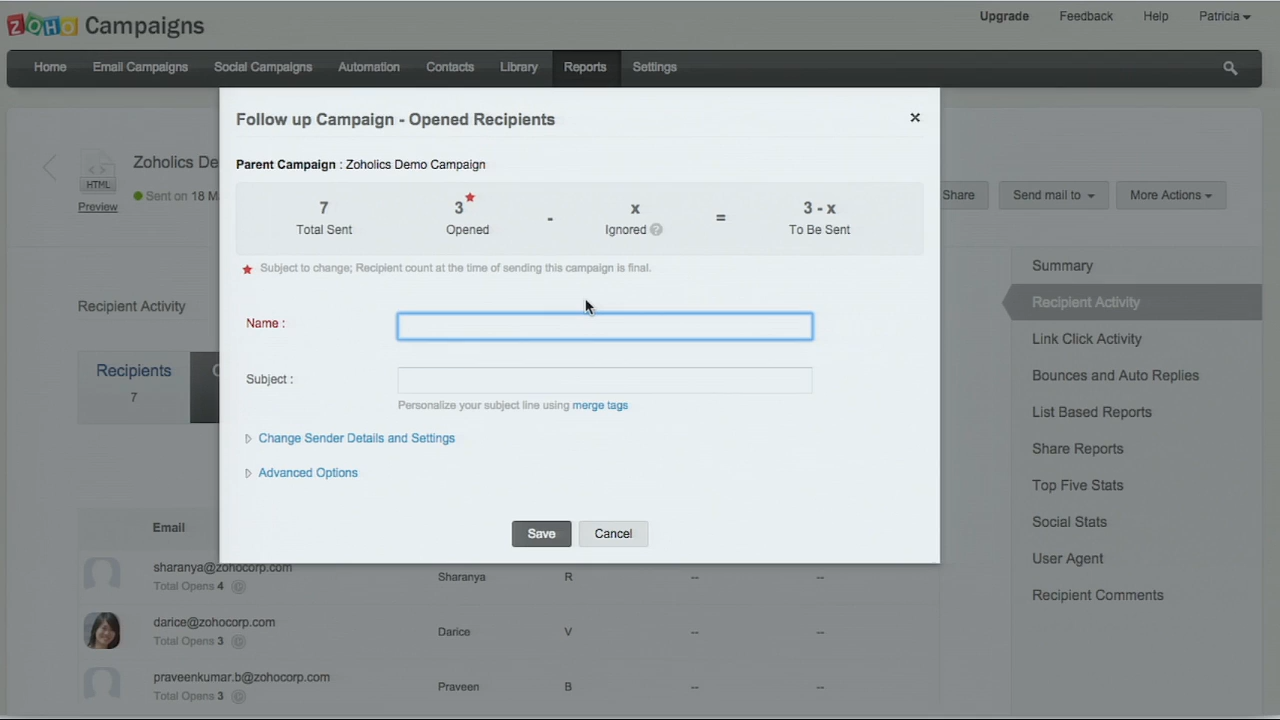 ZOHO Campaigns
Upgrade Feedback Help Patricia
Home Email Campaigns Social Campaigns Automation Contacts Library Reports Settings
Follow up Campaign - Opened Recipients
Parent Campaign : Zoholics Demo Campaign
7 3 - x = 3 - x
Total Sent Opened Ignored ? To Be Sent
Subject to change; Recipient count at the time of sending this campaign is final.
Name :
Subject :
Personalize your subject line using merge tags
Change Sender Details and Settings
Advanced Options
Save Cancel
HTML
Preview
Zoholics De
Sent on 18 M
Share Send mail to More Actions
Recipient Activity
Recipients
7
Email
sharanya@zohocorp.com Sharanya R -- --
Total Opens 4
darice@zohocorp.com Darice V -- --
Total Opens 3
praveenkumar.b@zohocorp.com Praveen B -- --
Total Opens 3
Summary
Recipient Activity
Link Click Activity
Bounces and Auto Replies
List Based Reports
Share Reports
Top Five Stats
Social Stats
User Agent
Recipient Comments